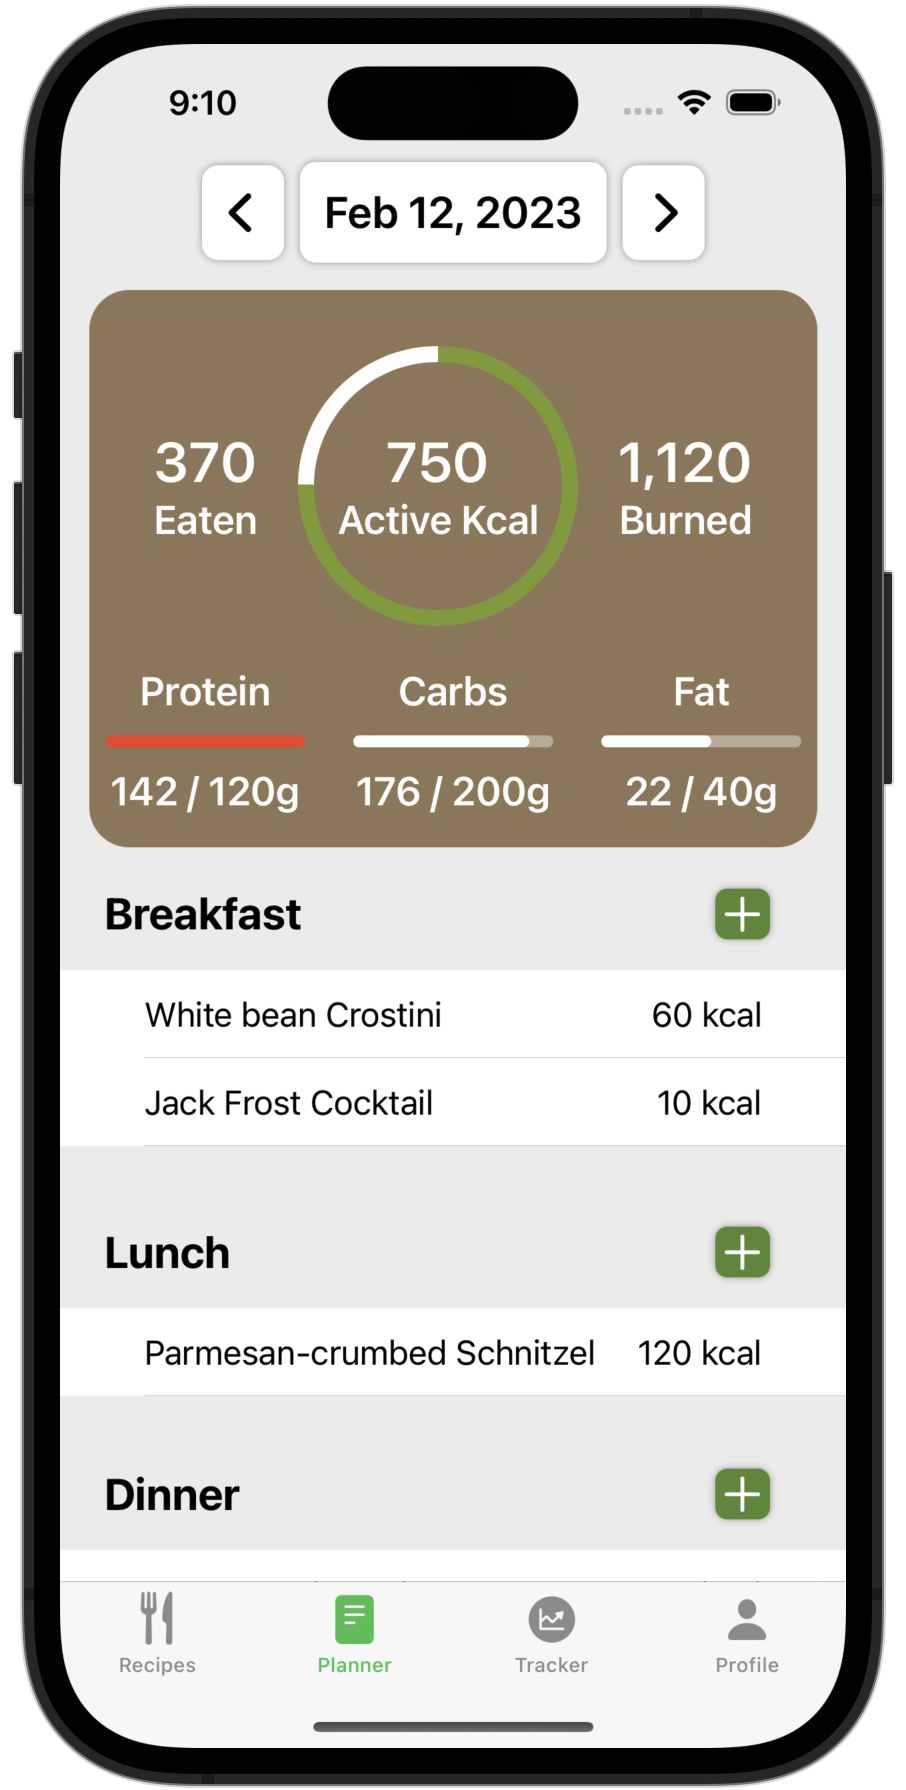 9:10
Feb 12, 2023
370 750 1,120
Eaten Active Kcal Burned
Protein Carbs Fat
142 / 120g 176 / 200g 22 / 40g
Breakfast
White bean Crostini 60 kcal
Jack Frost Cocktail 10 kcal
Lunch
Parmesan-crumbed Schnitzel 120 kcal
Dinner
Recipes Planner Tracker Profile